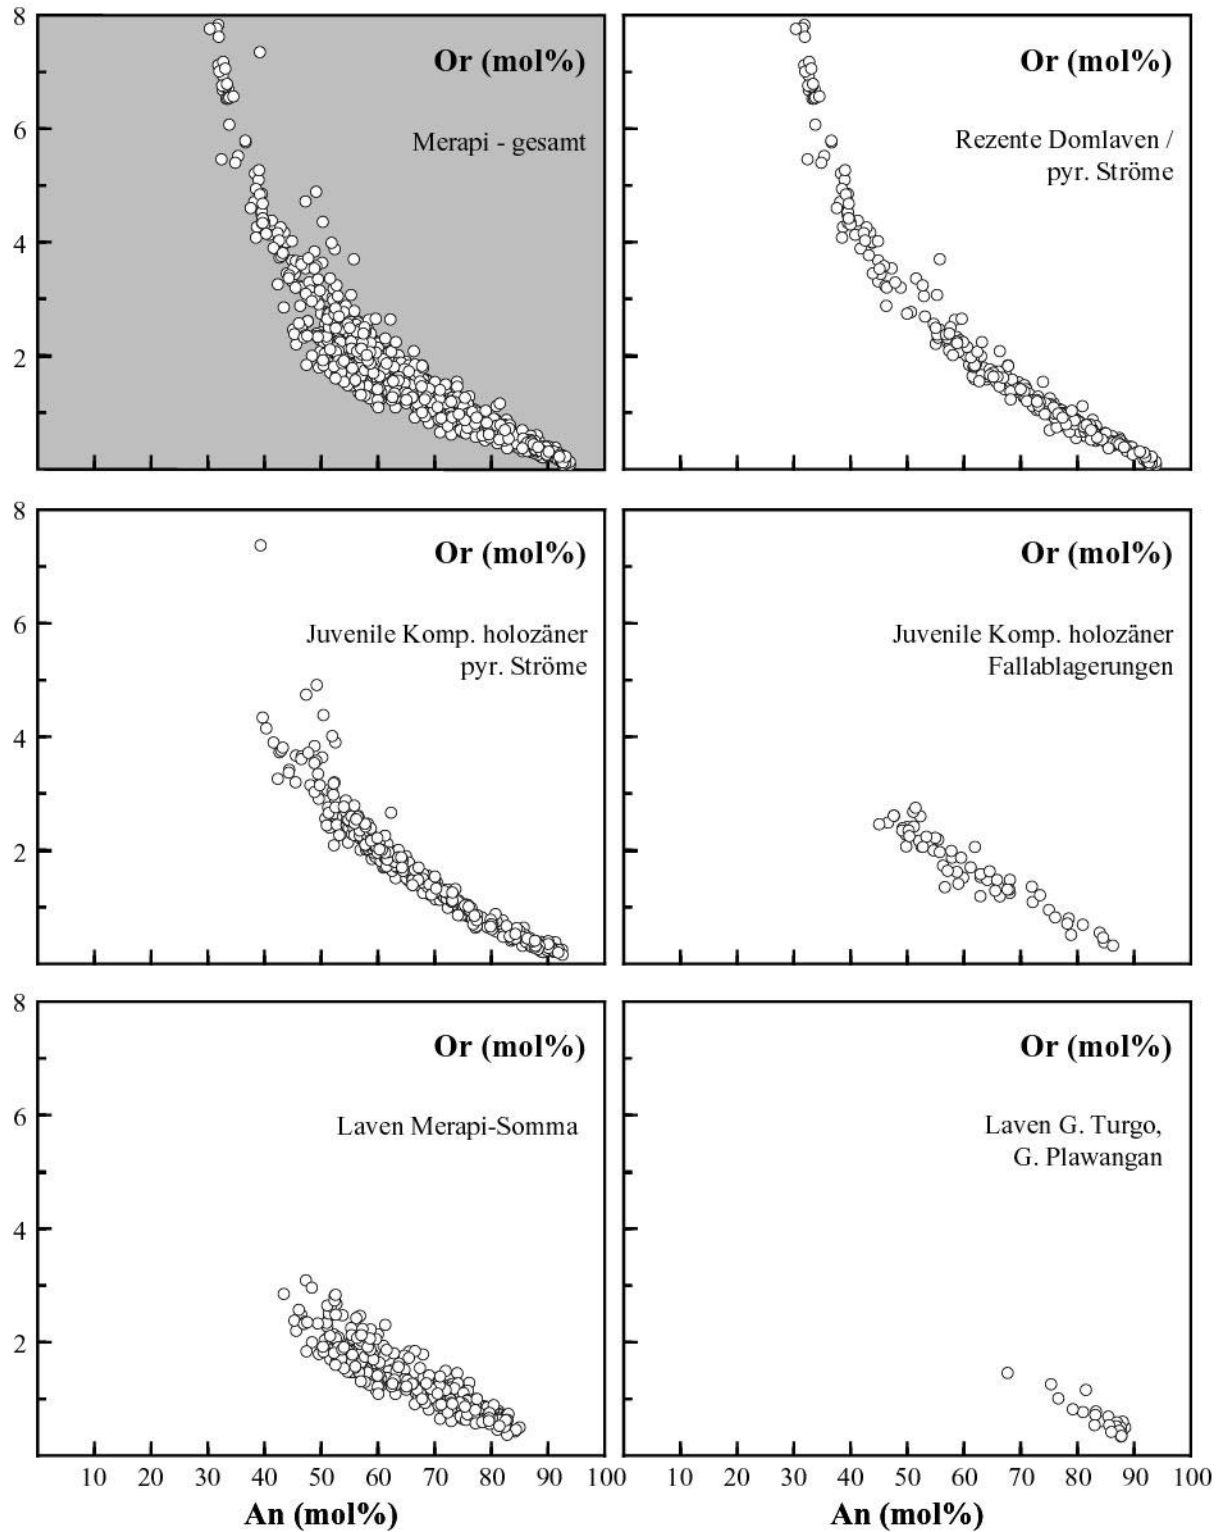 8
6
4
2
Or (mol%)
Merapi - gesamt
Or (mol%)
Rezente Domlaven /
pyr. Ströme
8
6
4
2
Or (mol%)
Juvenile Komp. holozäner
pyr. Ströme
Or (mol%)
Juvenile Komp. holozäner
Fallablagerungen
8
6
4
2
Or (mol%)
Laven Merapi-Somma
Or (mol%)
Laven G. Turgo,
G. Plawangan
10 20 30 40 50 60 70 80 90 100
10 20 30 40 50 60 70 80 90 100
An (mol%)
An (mol%)